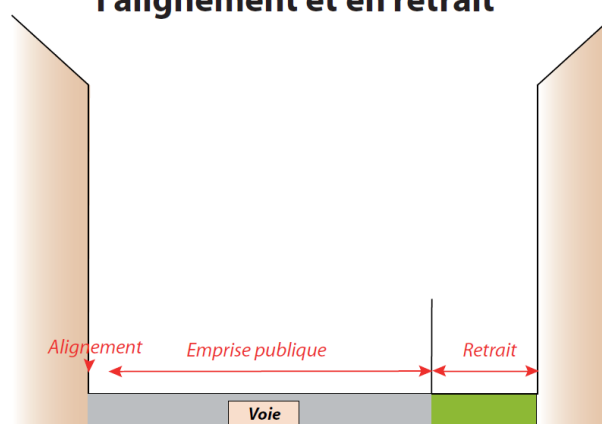 l'alignement et en retrait
Alignement
Emprise publique
Retrait
Voie